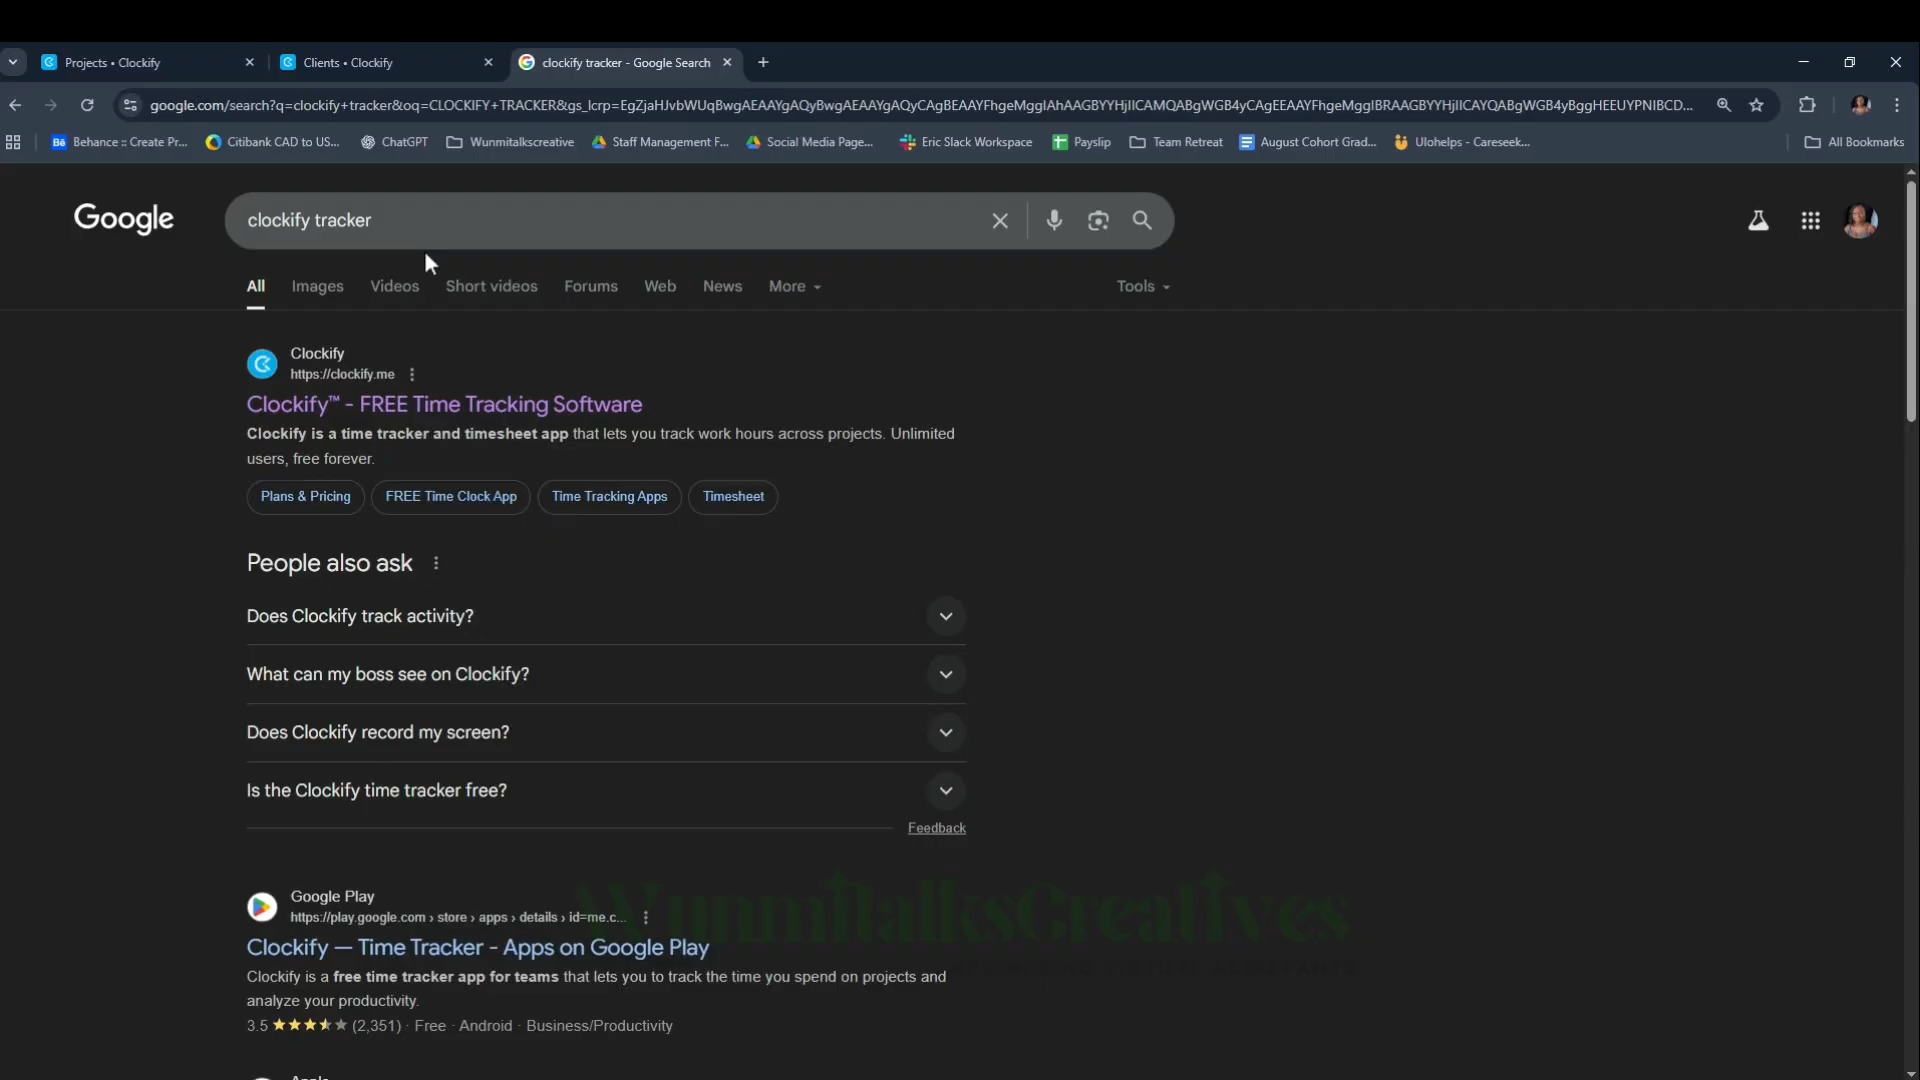 Projects • Clockify
Clients • Clockify
clockify tracker - Google Search
google.com/search?q=clockify+tracker&oq=CLOCKIFY+TRACKER&gs_lcrp=EgZjaHJvbWUqBwgAEAAYgAQyBwgAEAAYgAQyCAgBEAAYFhgeMggIAhAAGBYYHjIICAMQABgWGB4yCAgEEAAYFhgeMggIBRAAGBYYHjIICAYQABgWGB4yBggHEEUYPNIBCD...
Behance :: Create Pr...
Citibank CAD to US...
ChatGPT
Wunmitalkscreative
Staff Management F...
Social Media Page...
Eric Slack Workspace
Payslip
Team Retreat
August Cohort Grad...
Ulohelps - Careseek...
All Bookmarks
Google
clockify tracker
All
Images
Videos
Short videos
Forums
Web
News
More
Tools
Clockify
https://clockify.me
Clockify™ - FREE Time Tracking Software
Clockify is a time tracker and timesheet app that lets you track work hours across projects. Unlimited
users, free forever.
Plans & Pricing
FREE Time Clock App
Time Tracking Apps
Timesheet
People also ask
Does Clockify track activity?
What can my boss see on Clockify?
Does Clockify record my screen?
Is the Clockify time tracker free?
Feedback
WunmitalksCreatives
Google Play
https://play.google.com › store › apps › details › id=me.c...
Clockify — Time Tracker - Apps on Google Play
Clockify is a free time tracker app for teams that lets you to track the time you spend on projects and
analyze your productivity.
3.5 ★★★★★ (2,351) · Free · Android · Business/Productivity